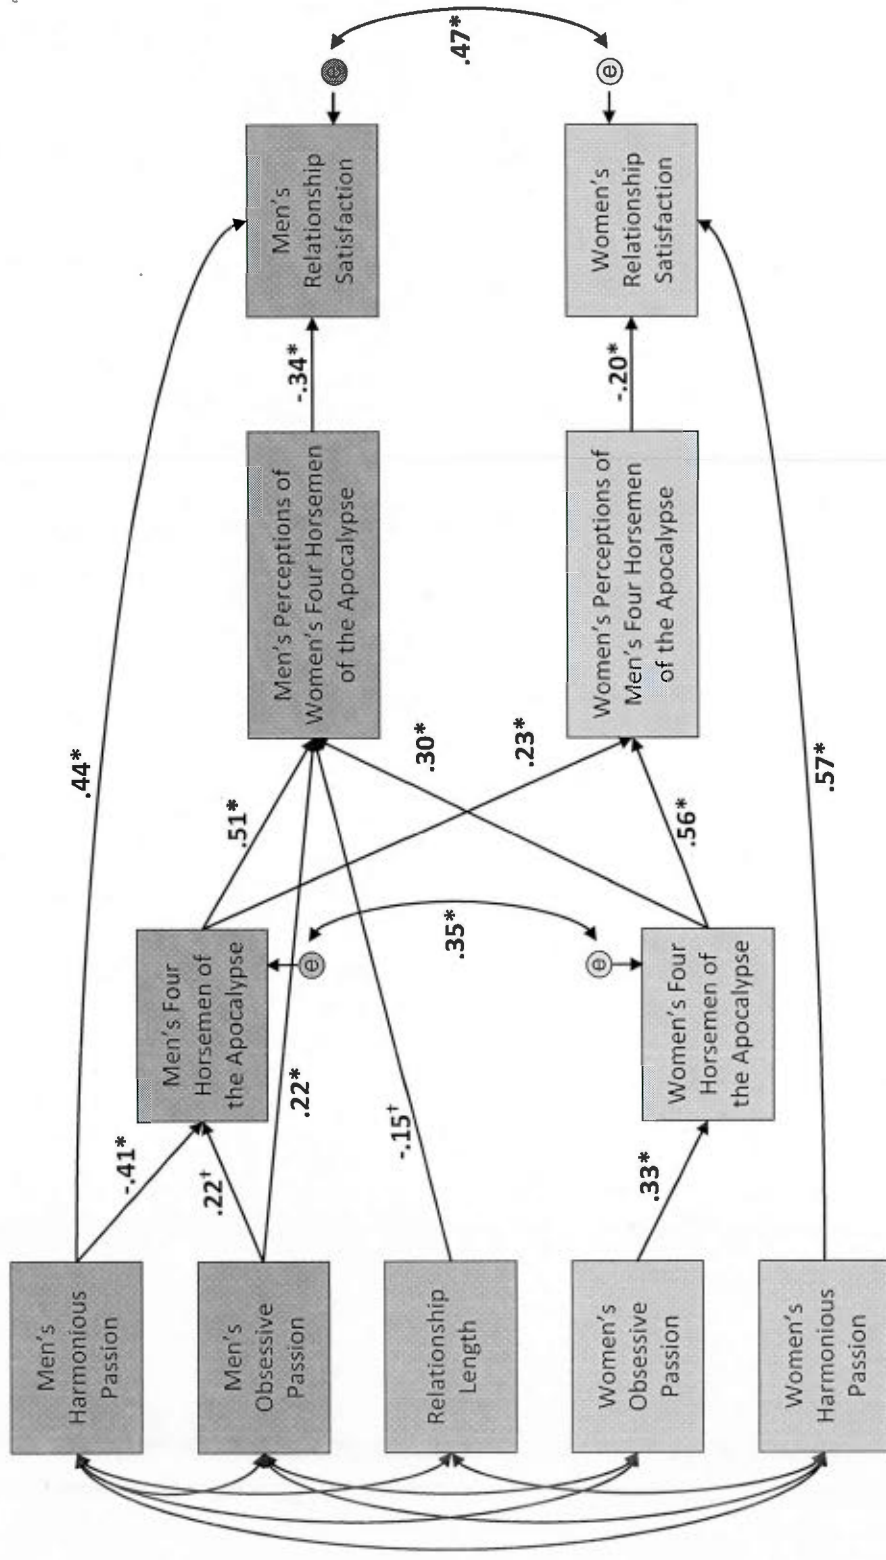 Men's
Harmonious
Passion
Men's
Obsessive
Passion
Relationship
Length
Women's
Obsessive
Passion
Women's
Harmonious
Passion
-.41*
.22†
.22*
-.15†
.33*
.44*
Men's Four
Horsemen of
the Apocalypse
e
.35*
e
Women's Four
Horsemen of
the Apocalypse
.51*
.30*
.23*
.56*
.57*
Men's Perceptions of
Women's Four Horsemen
of the Apocalypse
Women's Perceptions of
Men's Four Horsemen
of the Apocalypse
-.34*
-.20*
Men's
Relationship
Satisfaction
Women's
Relationship
Satisfaction
e
.47*
e